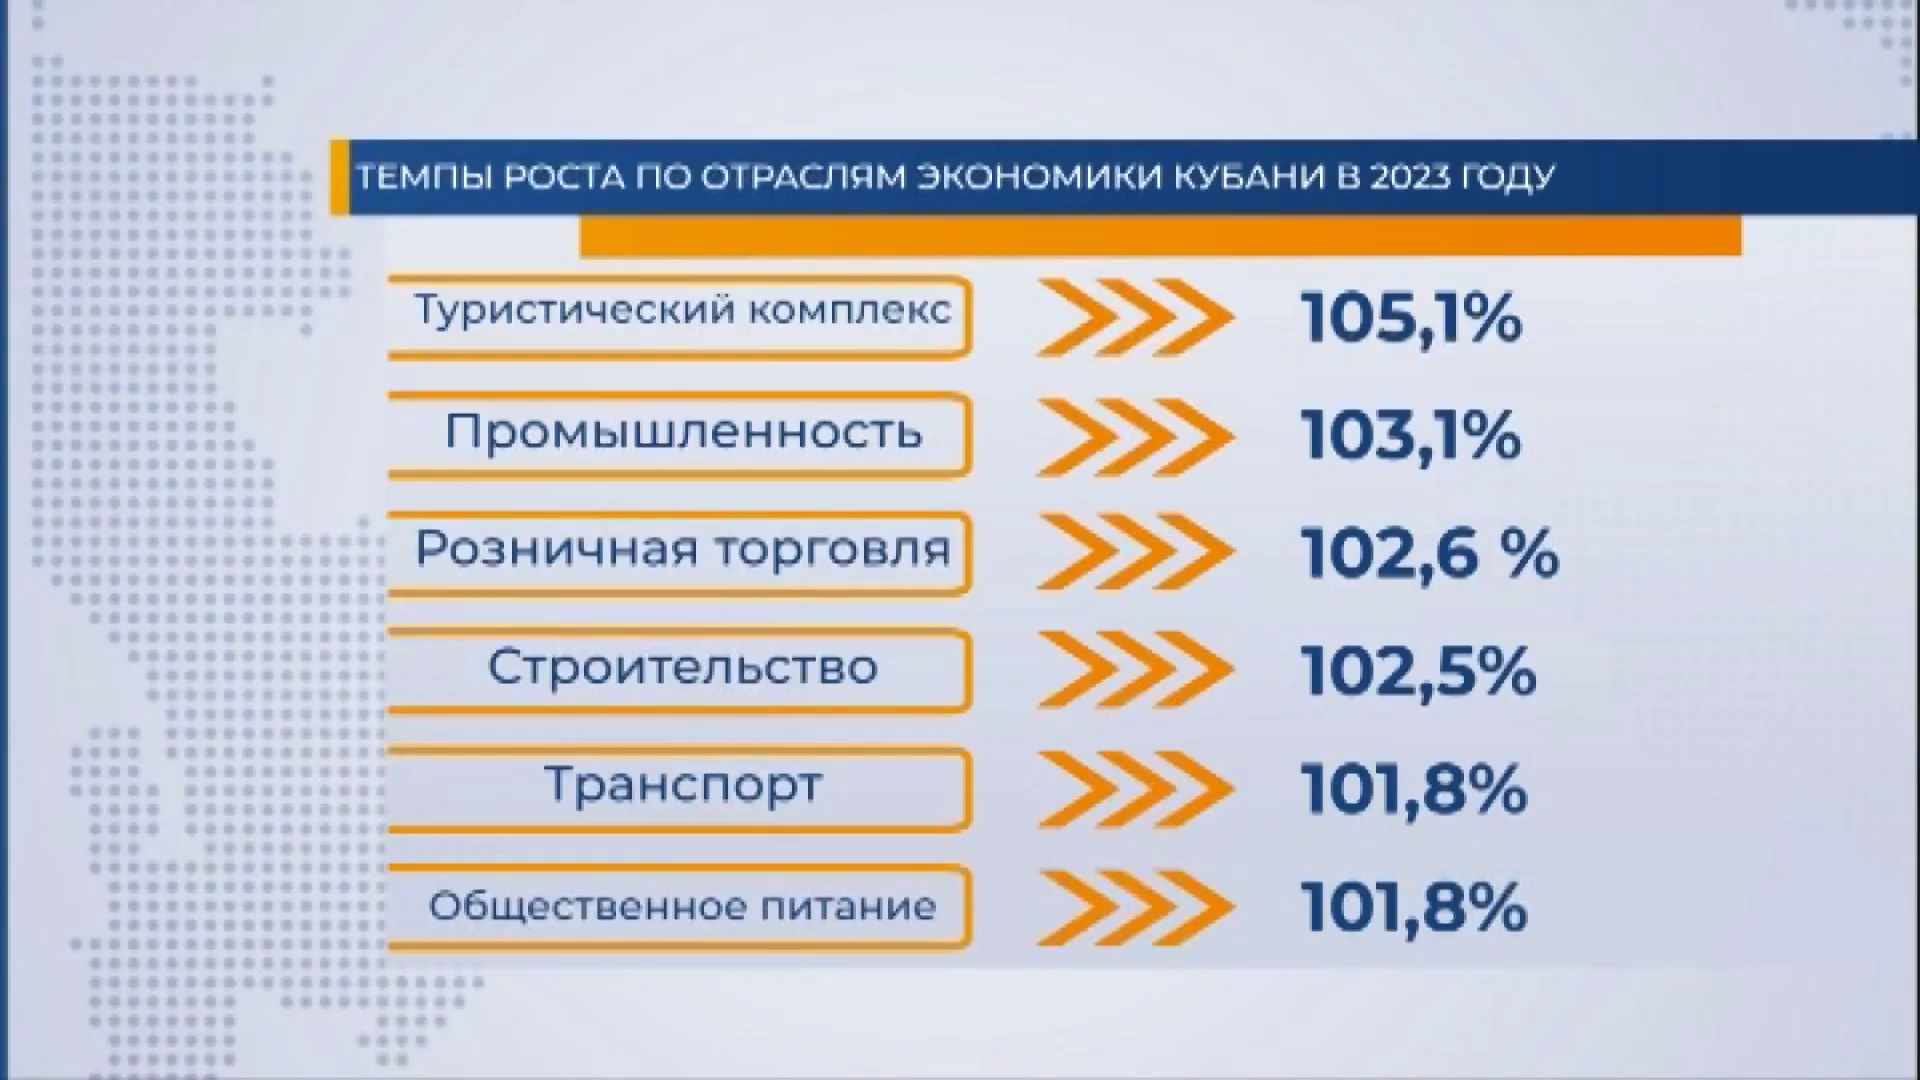 ТЕМПЫ РОСТА ПО ОТРАСЛЯМ ЭКОНОМИКИ КУБАНИ В 2023 ГОДУ
Туристический комплекс 105,1%
Промышленность 103,1%
Розничная торговля 102,6 %
Строительство 102,5%
Транспорт 101,8%
Общественное питание 101,8%